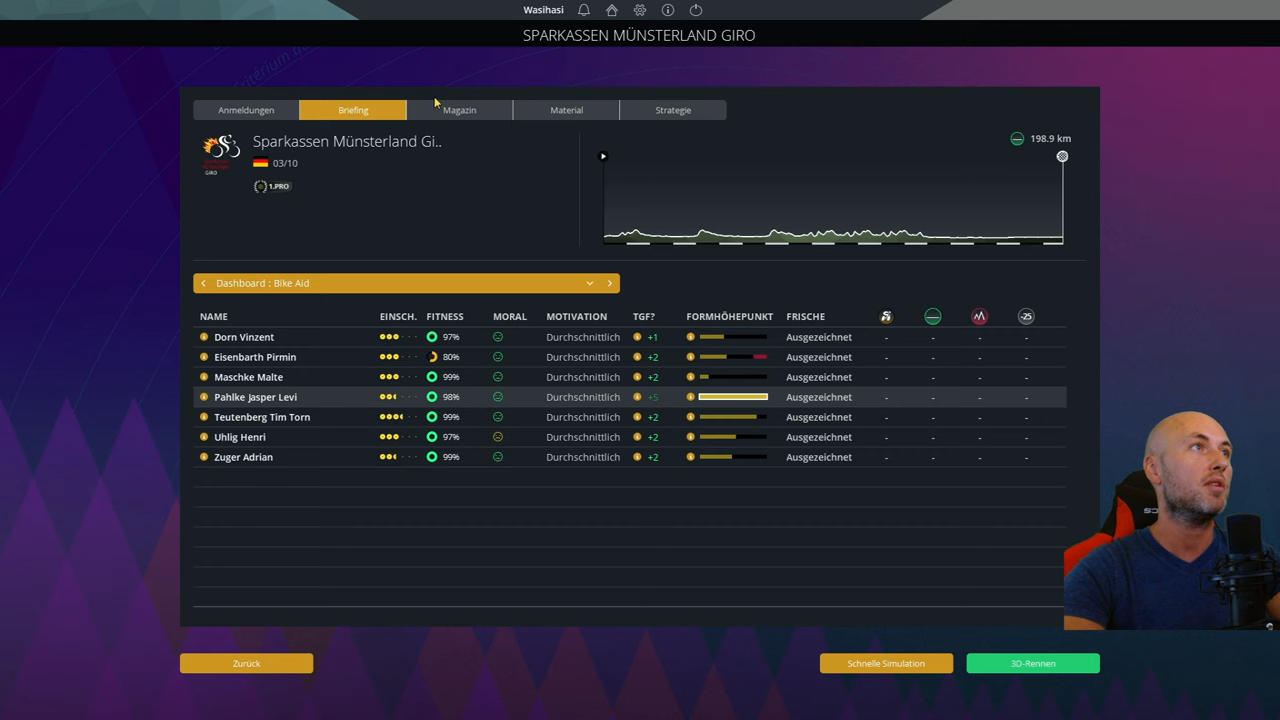 Wasihasi
SPARKASSEN MÜNSTERLAND GIRO
Anmeldungen Briefing Magazin Material Strategie
Sparkassen Münsterland Gi..
03/10
1.PRO
GIRO
198.9 km
Dashboard : Bike Aid
NAME EINSCH. FITNESS MORAL MOTIVATION TGF? FORMHÖHEPUNKT FRISCHE -25
Dorn Vinzent 97% Durchschnittlich +1 Ausgezeichnet - - - -
Eisenbarth Pirmin 80% Durchschnittlich +2 Ausgezeichnet - - - -
Maschke Malte 99% Durchschnittlich +2 Ausgezeichnet - - - -
Pahlke Jasper Levi 98% Durchschnittlich +5 Ausgezeichnet - - - -
Teutenberg Tim Torn 99% Durchschnittlich +2 Ausgezeichnet - - - -
Uhlig Henri 97% Durchschnittlich +2 Ausgezeichnet - - - -
Zuger Adrian 99% Durchschnittlich +2 Ausgezeichnet - - - -
Zurück Schnelle Simulation 3D-Rennen